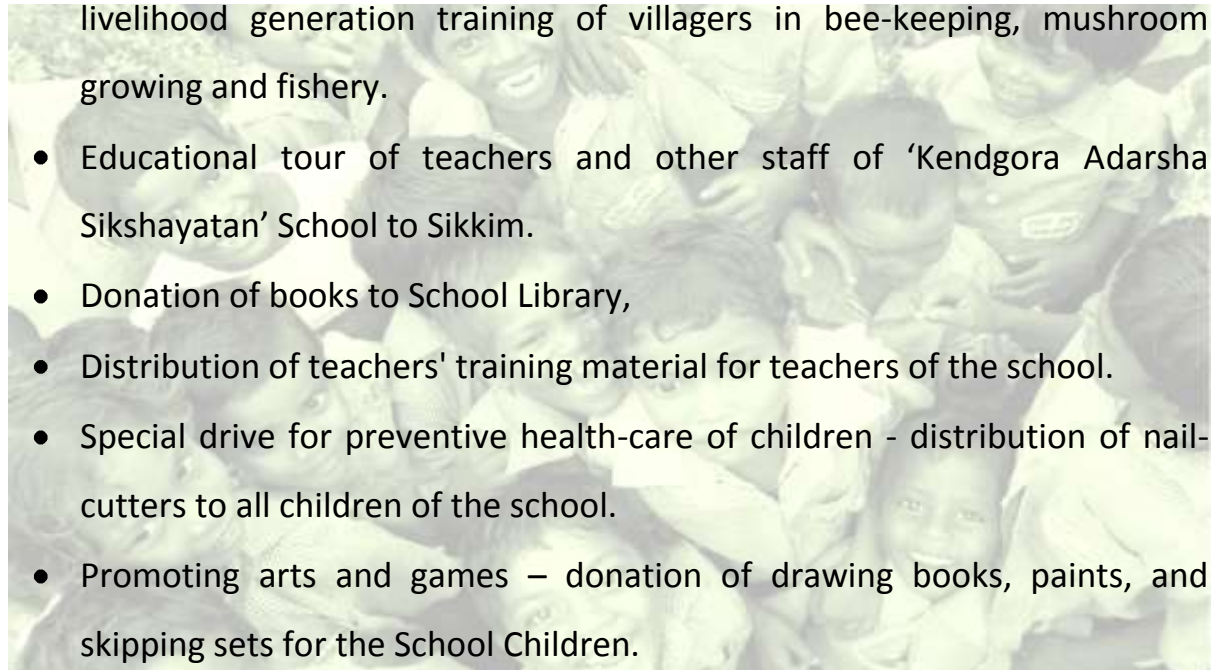 livelihood generation training of villagers in bee-keeping, mushroom
growing and fishery.
• Educational tour of teachers and other staff of ‘Kendgora Adarsha
Sikshayatan’ School to Sikkim.
• Donation of books to School Library,
• Distribution of teachers' training material for teachers of the school.
• Special drive for preventive health-care of children - distribution of nail-
cutters to all children of the school.
• Promoting arts and games – donation of drawing books, paints, and
skipping sets for the School Children.